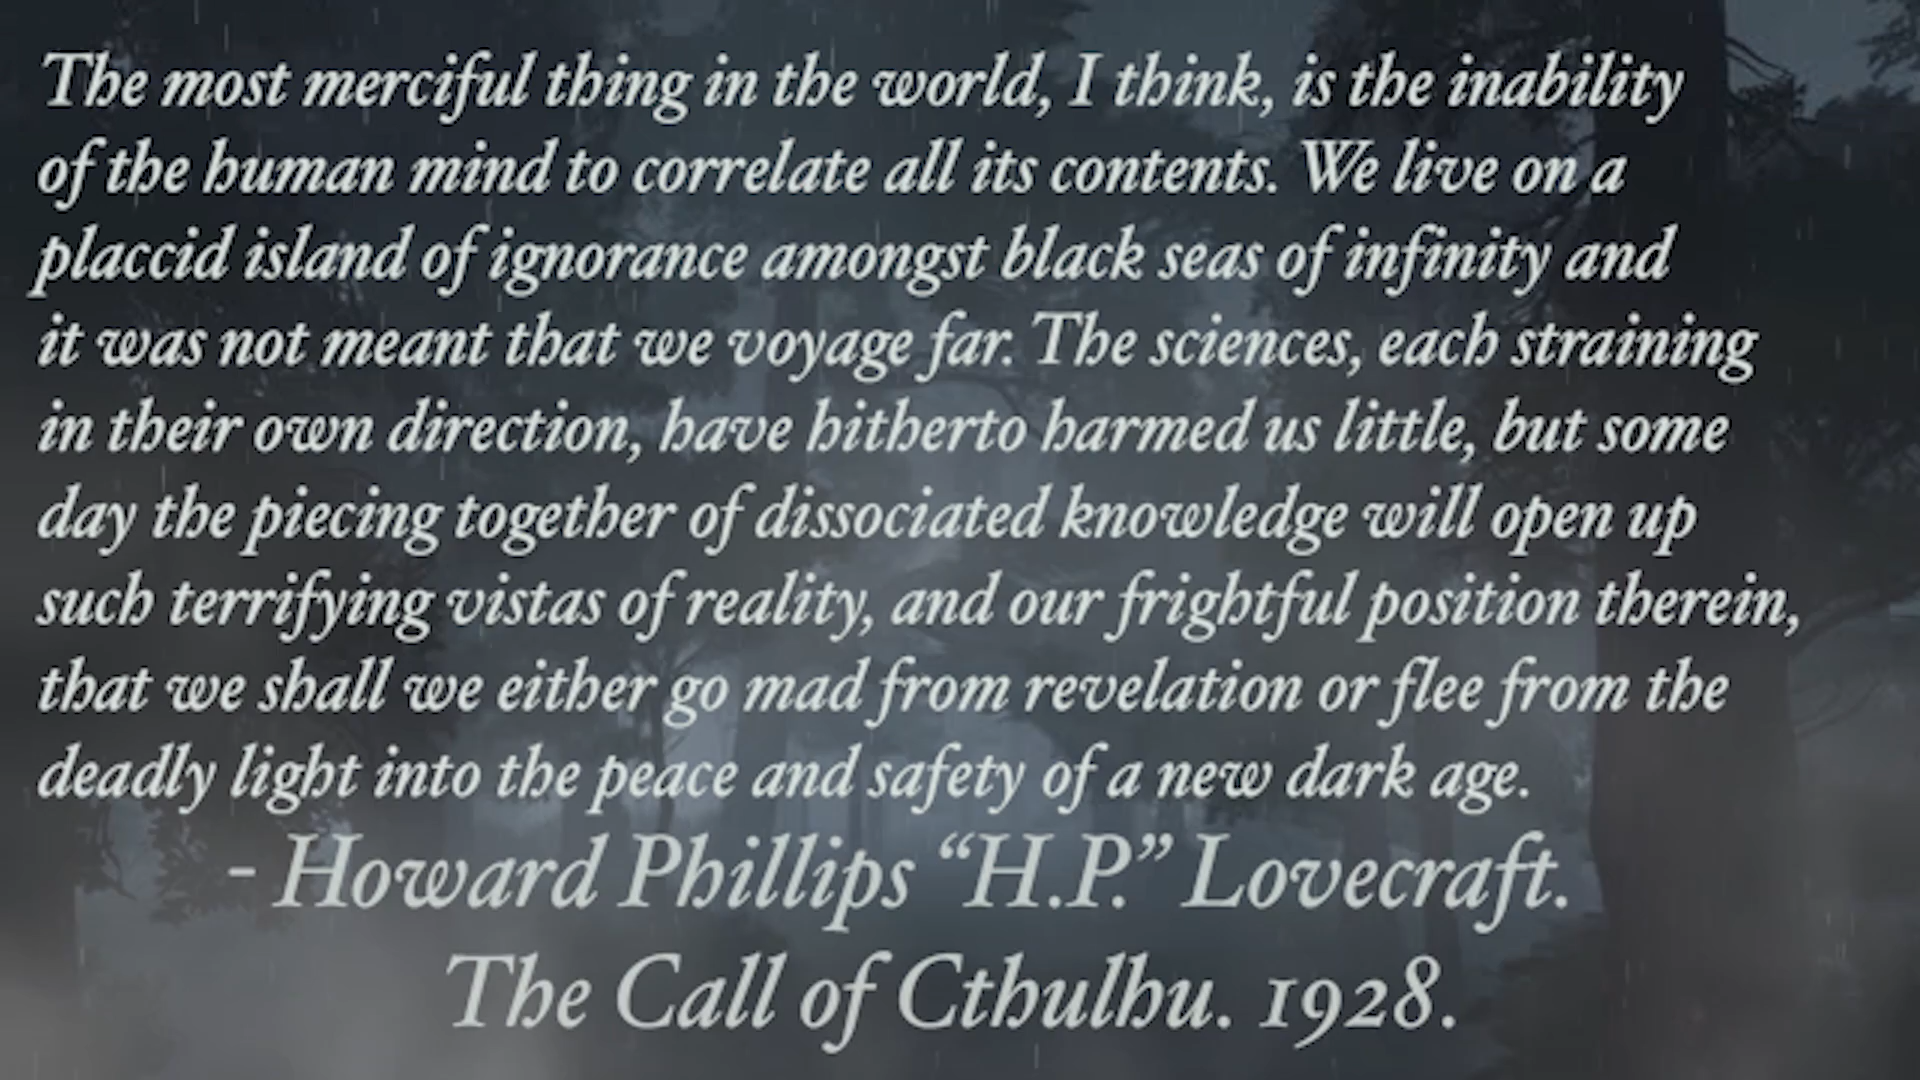 The most merciful thing in the world, I think, is the inability
of the human mind to correlate all its contents. We live on a
placcid island of ignorance amongst black seas of infinity and
it was not meant that we voyage far. The sciences, each straining
in their own direction, have hitherto harmed us little, but some
day the piecing together of dissociated knowledge will open up
such terrifying vistas of reality, and our frightful position therein,
that we shall we either go mad from revelation or flee from the
deadly light into the peace and safety of a new dark age.
- Howard Phillips “H.P.” Lovecraft.
The Call of Cthulhu. 1928.